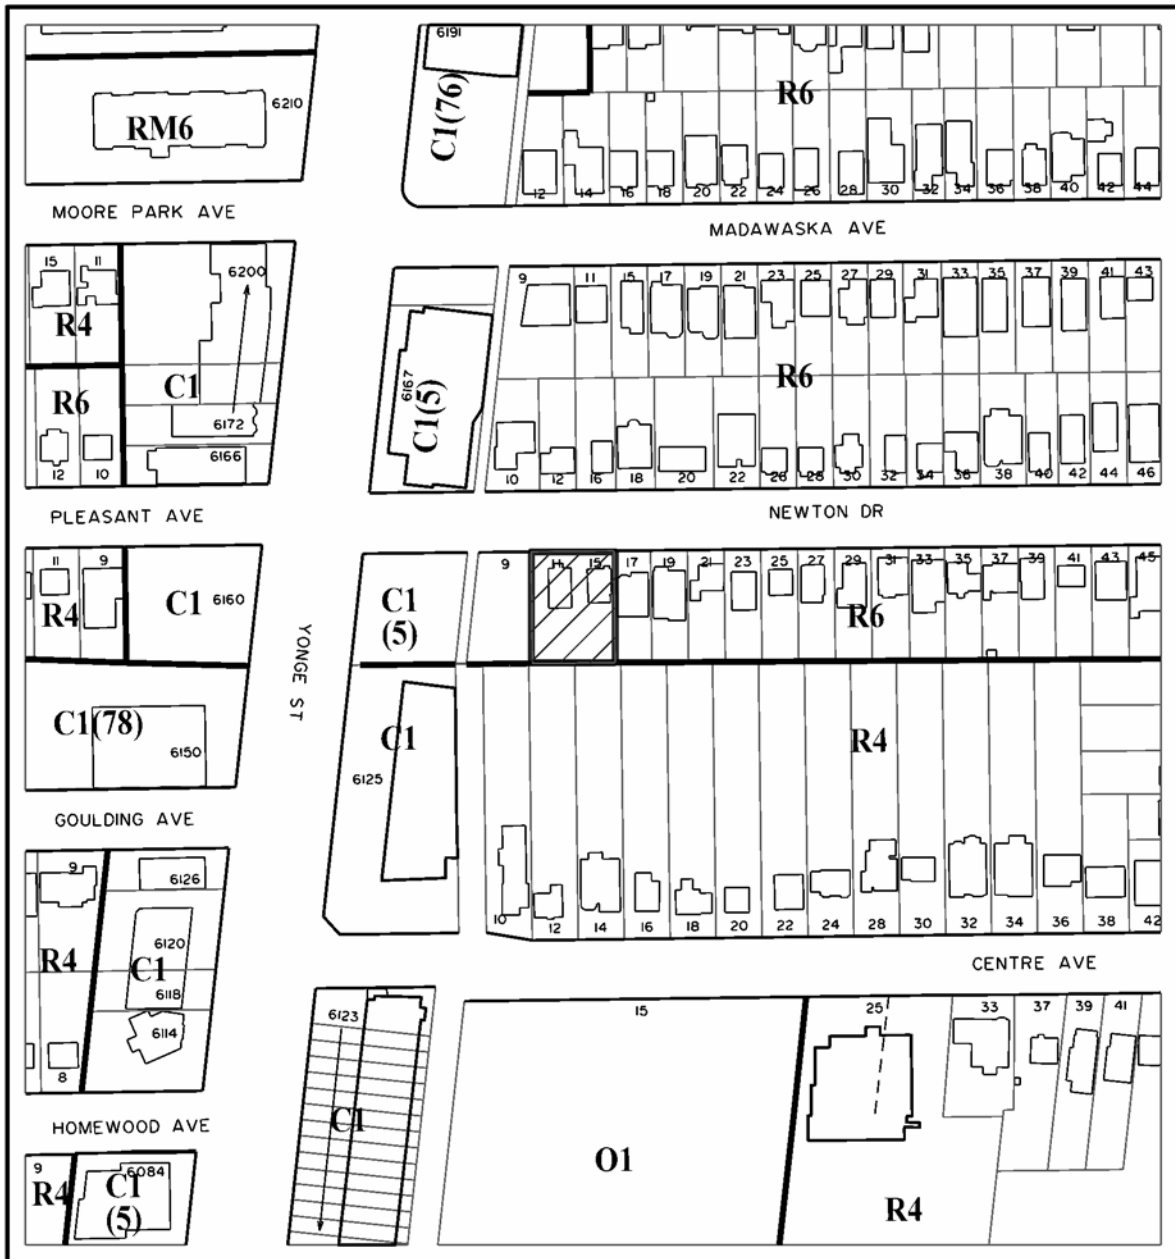 6191
6210
RM6
C1(76)
R6
12 14 16 18 20 22 24 26 28 30 32 34 36 38 40 42 44
MOORE PARK AVE
MADAWASKA AVE
15 11
6200
9 11 15 17 19 21 23 25 27 29 31 33 35 37 39 41 43
R4
C1
6167
C1(5)
R6
R6
6172
6166
12 10
10 12 16 18 20 22 26 28 30 32 34 36 38 40 42 44 46
PLEASANT AVE
NEWTON DR
11 9
9 11 15 17 19 21 23 25 27 29 31 33 35 37 39 41 43 45
R4
C1
6160
C1
(5)
R6
YONGE ST
C1(78)
6150
C1
6125
R4
GOULDING AVE
9
6126
6120
R4
C1
6118
6114
8
10 12 14 16 18 20 22 24 28 30 32 34 36 38 42
CENTRE AVE
6123
15
25
33 37 39 41
C1
HOMEWOOD AVE
O1
R4
9
R4
6084
C1
(5)